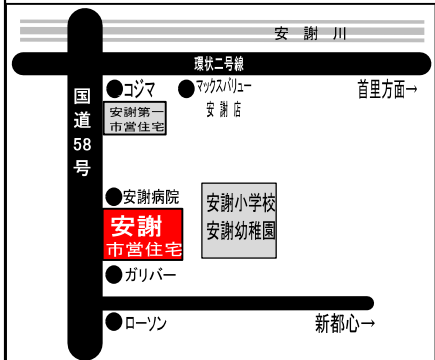 安謝川
環状二号線
国道58号
コジマ
マックスバリュー
安謝店
首里方面→
安謝第一
市営住宅
安謝病院
安謝
市営住宅
安謝小学校
安謝幼稚園
ガリバー
ローソン
新都心→